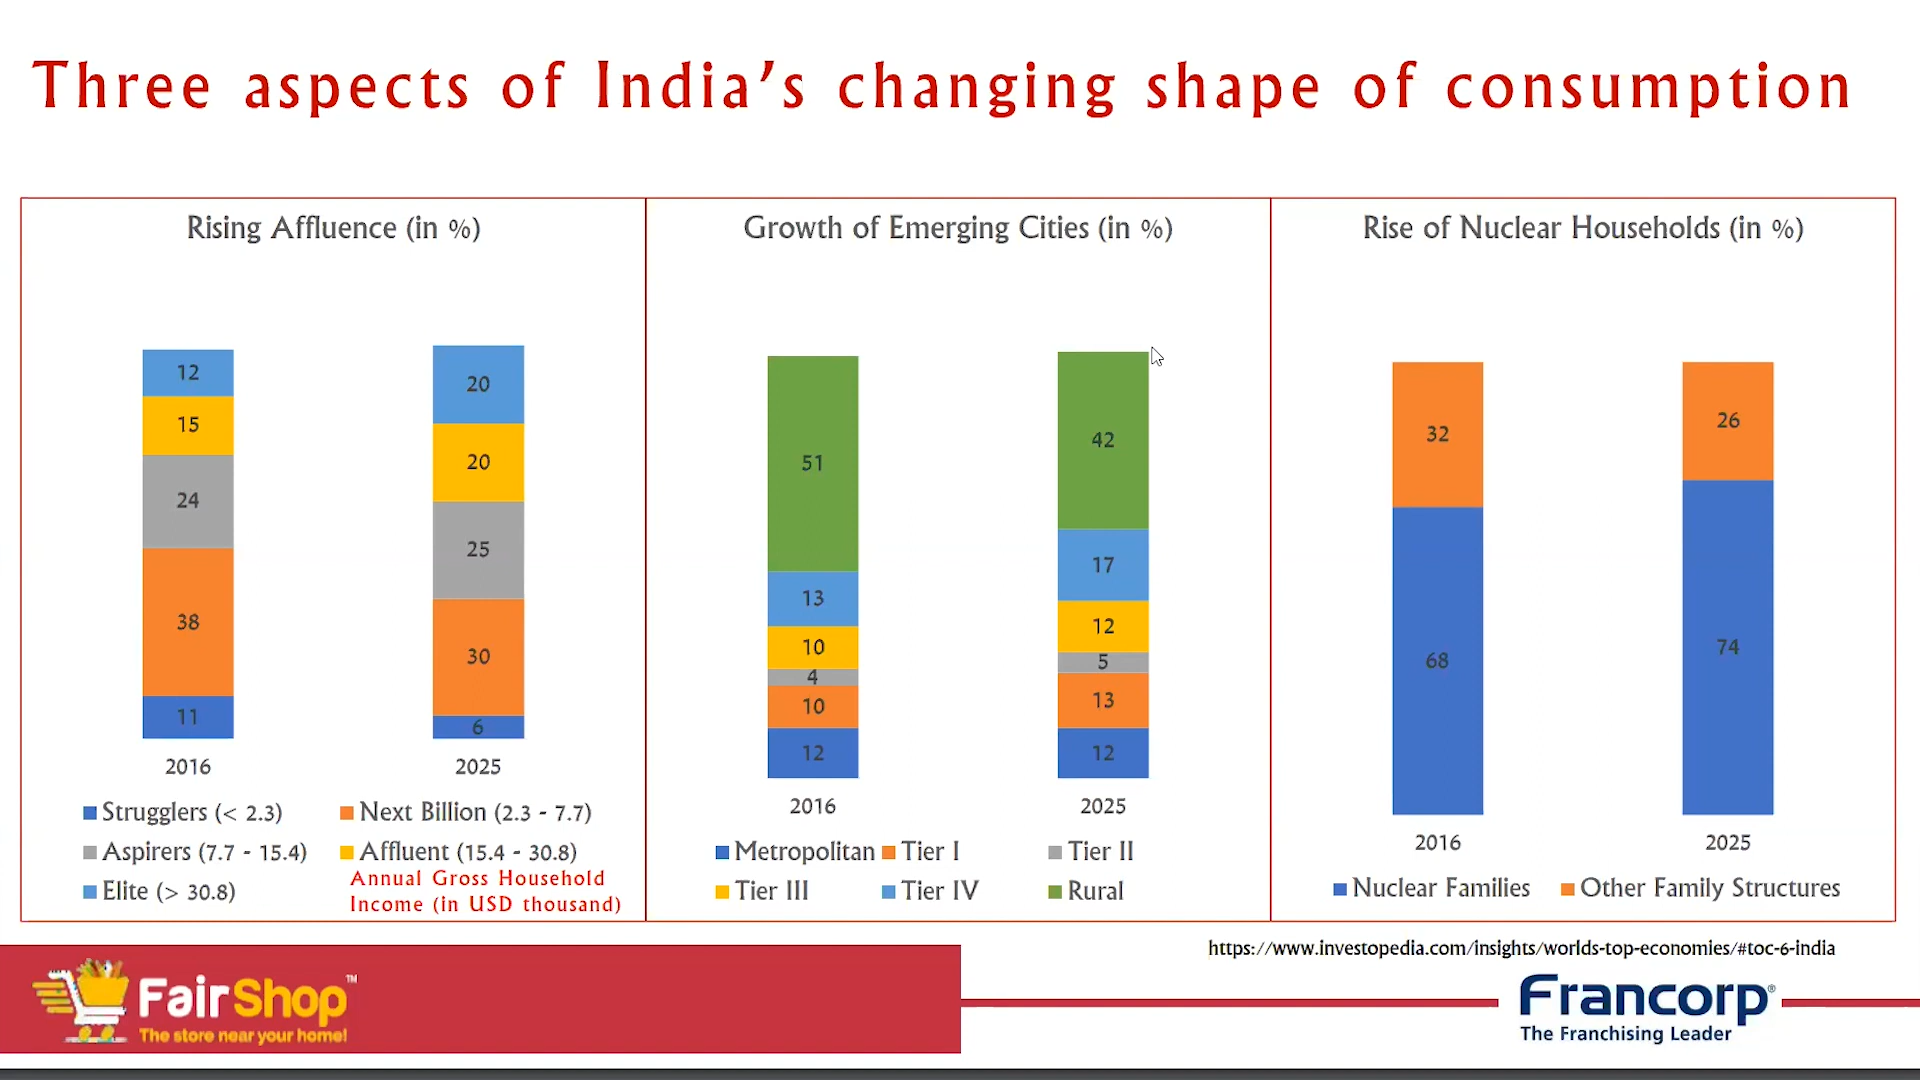 Three aspects of India's changing shape of consumption
Rising Affluence (in %)
12
15
24
38
11
2016
20
20
25
30
6
2025
Strugglers (< 2.3) Next Billion (2.3 - 7.7)
Aspirers (7.7 - 15.4) Affluent (15.4 - 30.8)
Elite (> 30.8)
Annual Gross Household
Income (in USD thousand)
Growth of Emerging Cities (in %)
51
13
10
4
10
12
2016
42
17
12
5
13
12
2025
Metropolitan Tier I Tier II
Tier III Tier IV Rural
Rise of Nuclear Households (in %)
32
68
2016
26
74
2025
Nuclear Families Other Family Structures
https://www.investopedia.com/insights/worlds-top-economies/#toc-6-india
FairShop™
The store near your home!
Francorp®
The Franchising Leader